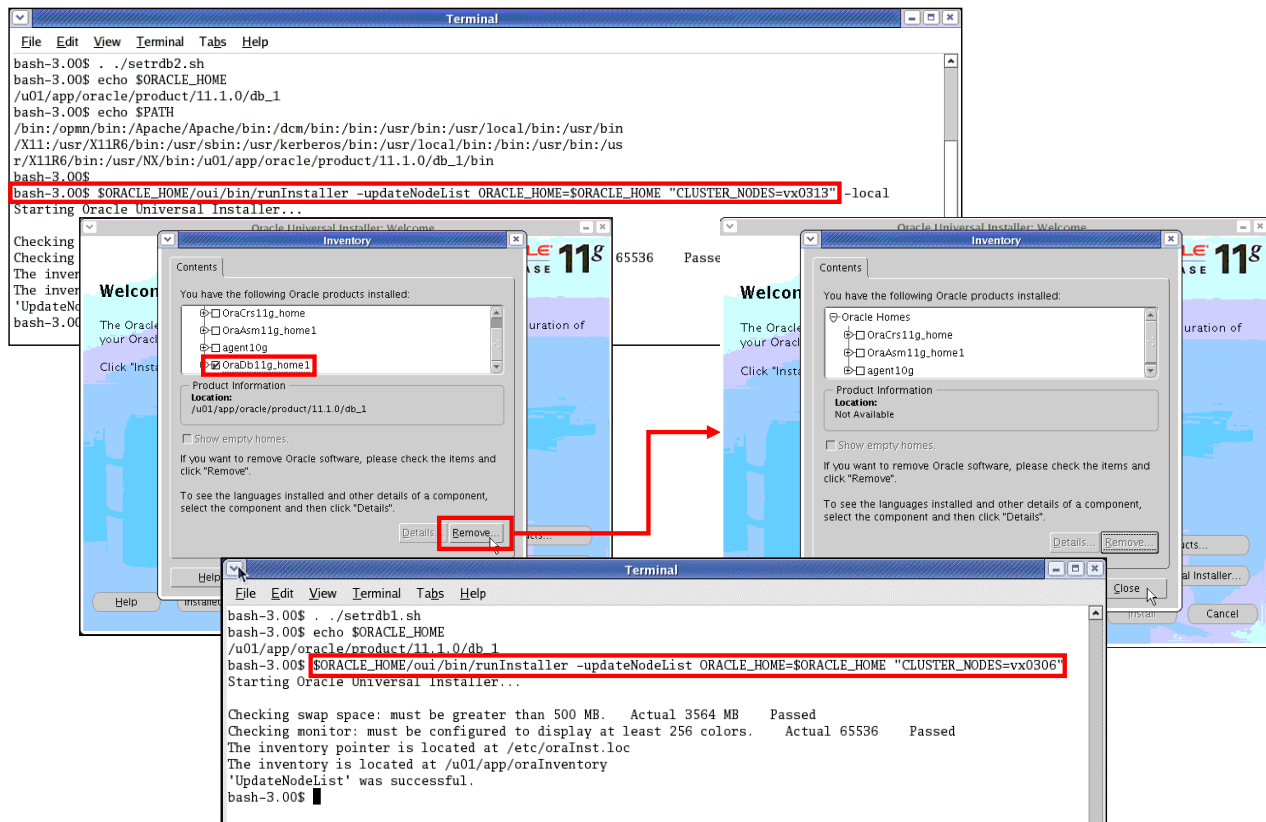 Terminal
File Edit View Terminal Tabs Help
bash-3.00$ . ./setrdb2.sh
bash-3.00$ echo $ORACLE_HOME
/u01/app/oracle/product/11.1.0/db_1
bash-3.00$ echo $PATH
/bin:/opmn/bin:/Apache/Apache/bin:/dcm/bin:/bin:/usr/bin:/usr/local/bin:/usr/bin
/X11:/usr/X11R6/bin:/usr/sbin:/usr/kerberos/bin:/usr/local/bin:/bin:/usr/bin:/us
r/X11R6/bin:/usr/NX/bin:/u01/app/oracle/product/11.1.0/db_1/bin
bash-3.00$
bash-3.00$ $ORACLE_HOME/oui/bin/runInstaller -updateNodeList ORACLE_HOME=$ORACLE_HOME "CLUSTER_NODES=vx0313" -local
Starting Oracle Universal Installer...
Checking
Checking 65536 Passe
The inver
The inver
'UpdateNo
bash-3.00
Oracle Universal Installer: Welcome
Inventory
LE 11g
ASE
Contents
Welcon
You have the following Oracle products installed:
OraCrs11g_home
The Oracle
OraAsm11g_home1
uration of
your Oracl
agent10g
Click "Insta
OraDb11g_home1
Product Information
Location:
/u01/app/oracle/product/11.1.0/db_1
Show empty homes.
If you want to remove Oracle software, please check the items and
click "Remove".
To see the languages installed and other details of a component,
select the component and then click "Details".
Details... Remove...
ucts...
Help
Help Installed
Oracle Universal Installer: Welcome
Inventory
LE 11g
ASE
Contents
Welcon
You have the following Oracle products installed:
Oracle Homes
The Oracle
OraCrs11g_home
uration of
your Oracl
OraAsm11g_home1
Click "Insta
agent10g
Product Information
Location:
Not Available
Show empty homes.
If you want to remove Oracle software, please check the items and
click "Remove".
To see the languages installed and other details of a component,
select the component and then click "Details".
Details... Remove...
ucts...
al Installer...
Close
Install Cancel
Terminal
File Edit View Terminal Tabs Help
bash-3.00$ . ./setrdb1.sh
bash-3.00$ echo $ORACLE_HOME
/u01/app/oracle/product/11.1.0/db_1
bash-3.00$ $ORACLE_HOME/oui/bin/runInstaller -updateNodeList ORACLE_HOME=$ORACLE_HOME "CLUSTER_NODES=vx0306"
Starting Oracle Universal Installer...
Checking swap space: must be greater than 500 MB. Actual 3564 MB Passed
Checking monitor: must be configured to display at least 256 colors. Actual 65536 Passed
The inventory pointer is located at /etc/oraInst.loc
The inventory is located at /u01/app/oraInventory
'UpdateNodeList' was successful.
bash-3.00$